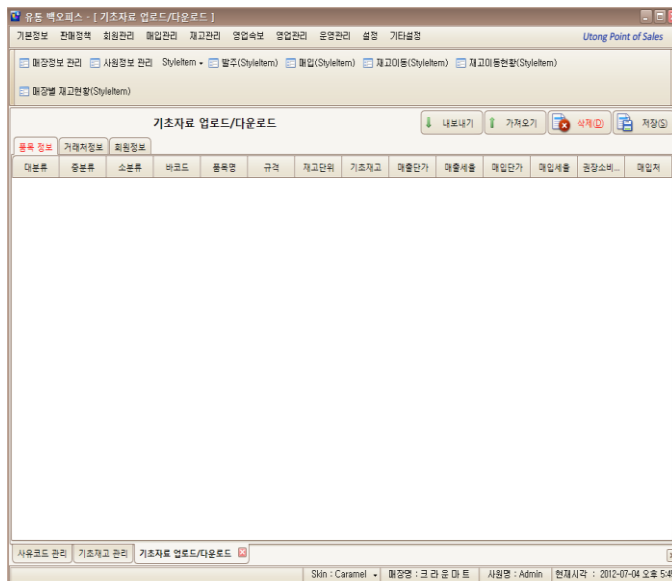 유통 백오피스 - [ 기초자료 업로드/다운로드 ]
기본정보 판매정책 회원관리 매입관리 재고관리 영업속보 영업관리 운영관리 설정 기타설정 Utong Point of Sales
매장정보 관리 사원정보 관리 StyleItem 발주(StyleItem) 매입(StyleItem) 재고이동(StyleItem) 재고이동현황(StyleItem)
매장별 재고현황(StyleItem)
기초자료 업로드/다운로드 내보내기 가져오기 삭제(D) 저장(S)
품목 정보 거래처정보 회원정보
대분류 중분류 소분류 바코드 품목명 규격 재고단위 기초재고 매출단가 매출세율 매입단가 매입세율 권장소비... 매입처
사유코드 관리 기초재고 관리 기초자료 업로드/다운로드
Skin : Caramel 매장명 : 크라운마트 사원명 : Admin 현재시각 : 2012-07-04 오후 5:4